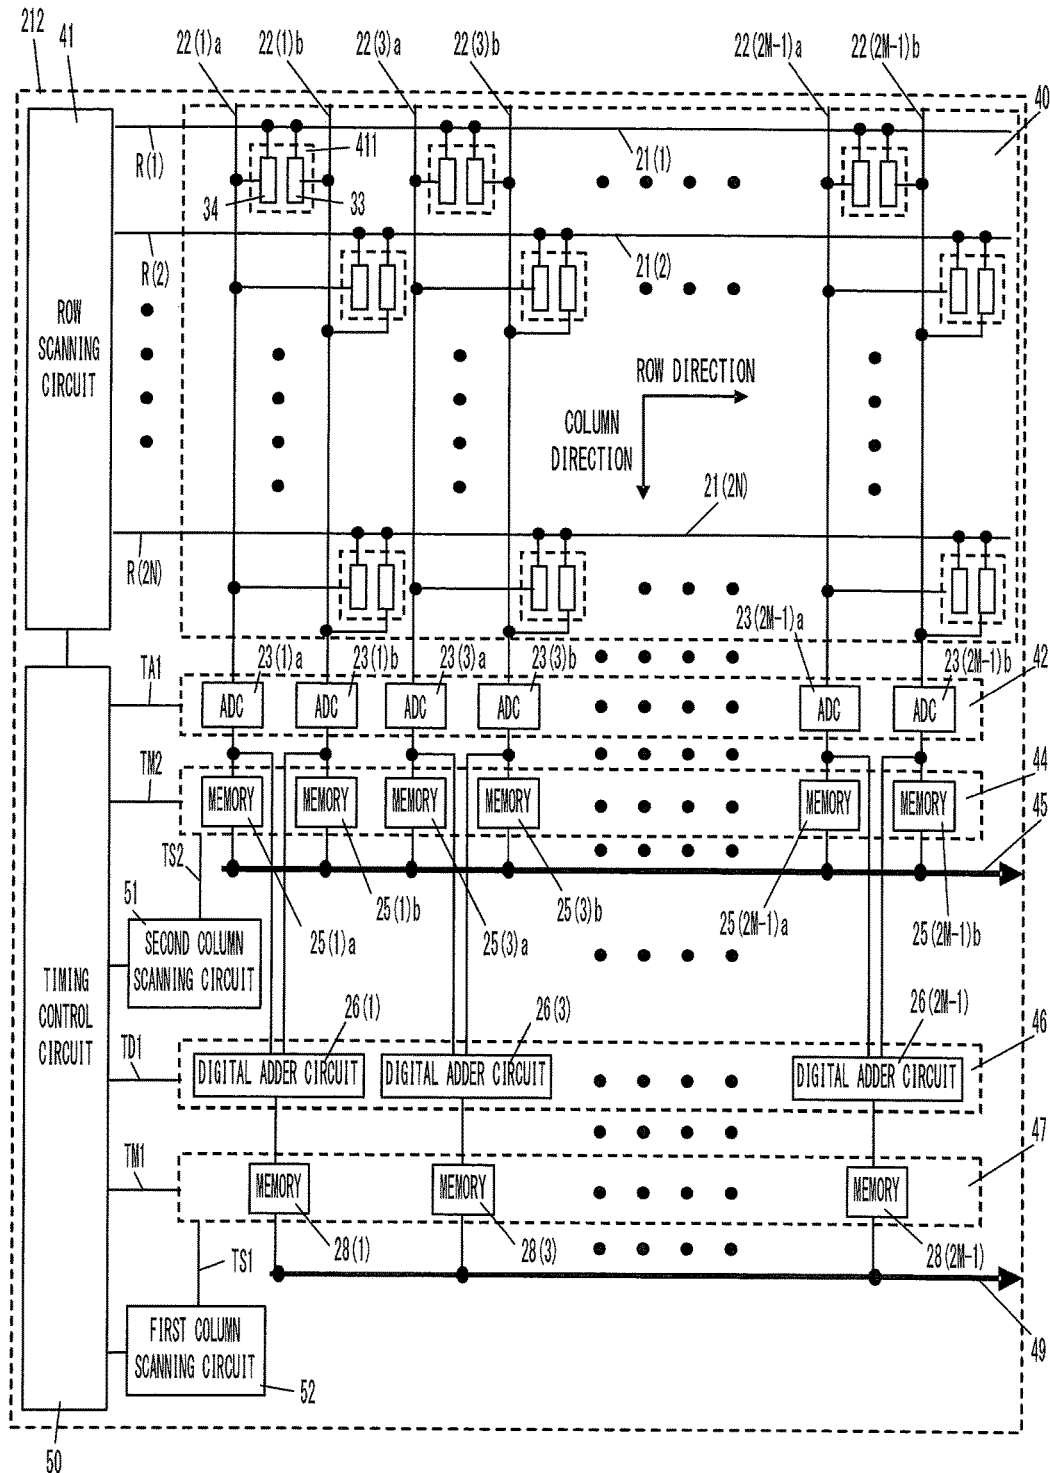 212
41
22(1)a
22(1)b
22(3)a
22(3)b
22(2M-1)a
22(2M-1)b
40
R(1)
411
21(1)
34
33
R(2)
21(2)
ROW
SCANNING
CIRCUIT
ROW DIRECTION
COLUMN
DIRECTION
21(2N)
R(2N)
23(2M-1)a
TA1
23(1)a
23(1)b
23(3)a
23(3)b
23(2M-1)b
42
ADC
ADC
ADC
ADC
ADC
ADC
TM2
44
MEMORY
MEMORY
MEMORY
MEMORY
MEMORY
MEMORY
45
TS2
51
25(1)b
25(3)b
25(2M-1)a
25(2M-1)b
25(1)a
25(3)a
SECOND COLUMN
SCANNING CIRCUIT
TIMING
CONTROL
CIRCUIT
26(1)
26(3)
26(2M-1)
46
TD1
DIGITAL ADDER CIRCUIT
DIGITAL ADDER CIRCUIT
DIGITAL ADDER CIRCUIT
47
TM1
MEMORY
MEMORY
MEMORY
28(1)
28(3)
28(2M-1)
TS1
49
FIRST COLUMN
SCANNING CIRCUIT
52
50